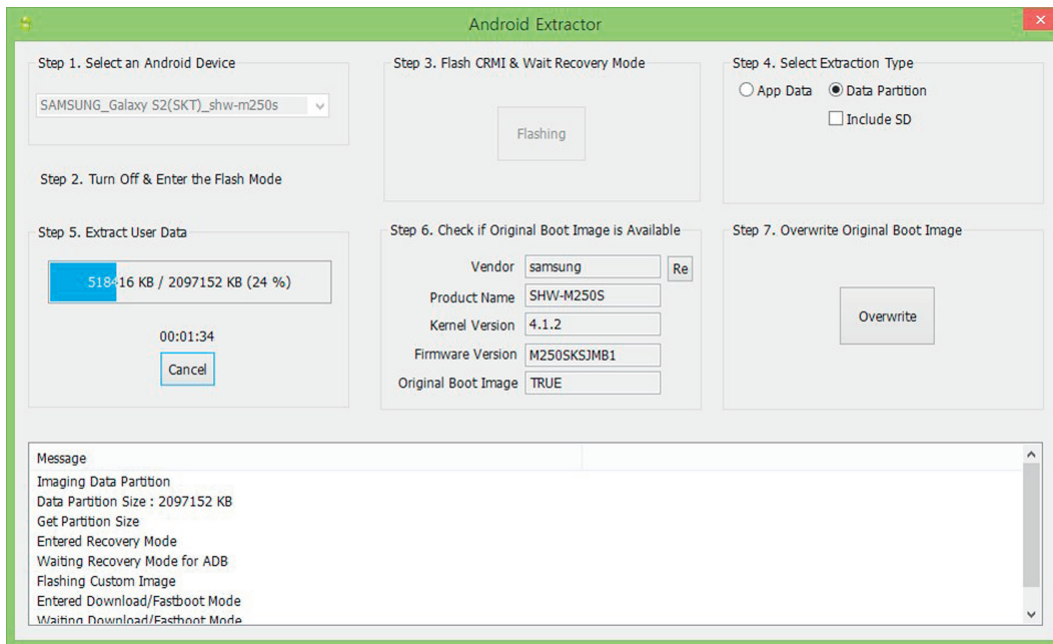 Android Extractor
Step 1. Select an Android Device
SAMSUNG_Galaxy S2(SKT)_shw-m250s
Step 2. Turn Off & Enter the Flash Mode
Step 3. Flash CRMI & Wait Recovery Mode
Flashing
Step 4. Select Extraction Type
App Data Data Partition
Include SD
Step 5. Extract User Data
518416 KB / 2097152 KB (24 %)
00:01:34
Cancel
Step 6. Check if Original Boot Image is Available
Vendor samsung Re
Product Name SHW-M250S
Kernel Version 4.1.2
Firmware Version M250SKSJMB1
Original Boot Image TRUE
Step 7. Overwrite Original Boot Image
Overwrite
Message
Imaging Data Partition
Data Partition Size : 2097152 KB
Get Partition Size
Entered Recovery Mode
Waiting Recovery Mode for ADB
Flashing Custom Image
Entered Download/Fastboot Mode
Waiting Download/Fastboot Mode